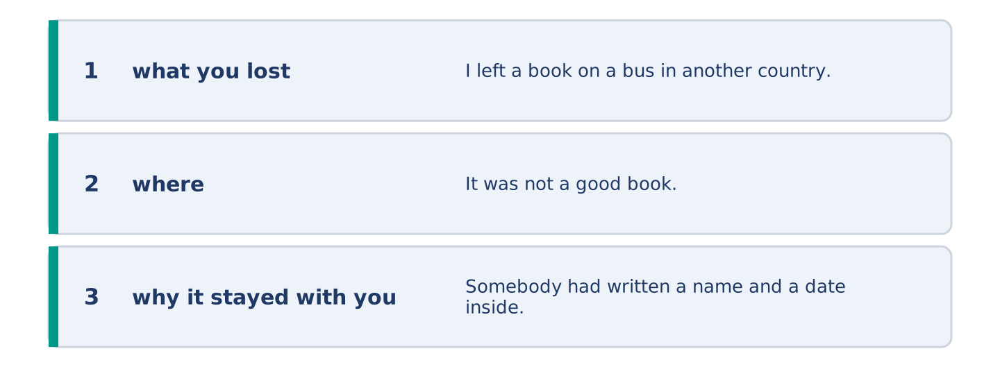 1 what you lost I left a book on a bus in another country.
2 where It was not a good book.
3 why it stayed with you Somebody had written a name and a date
inside.